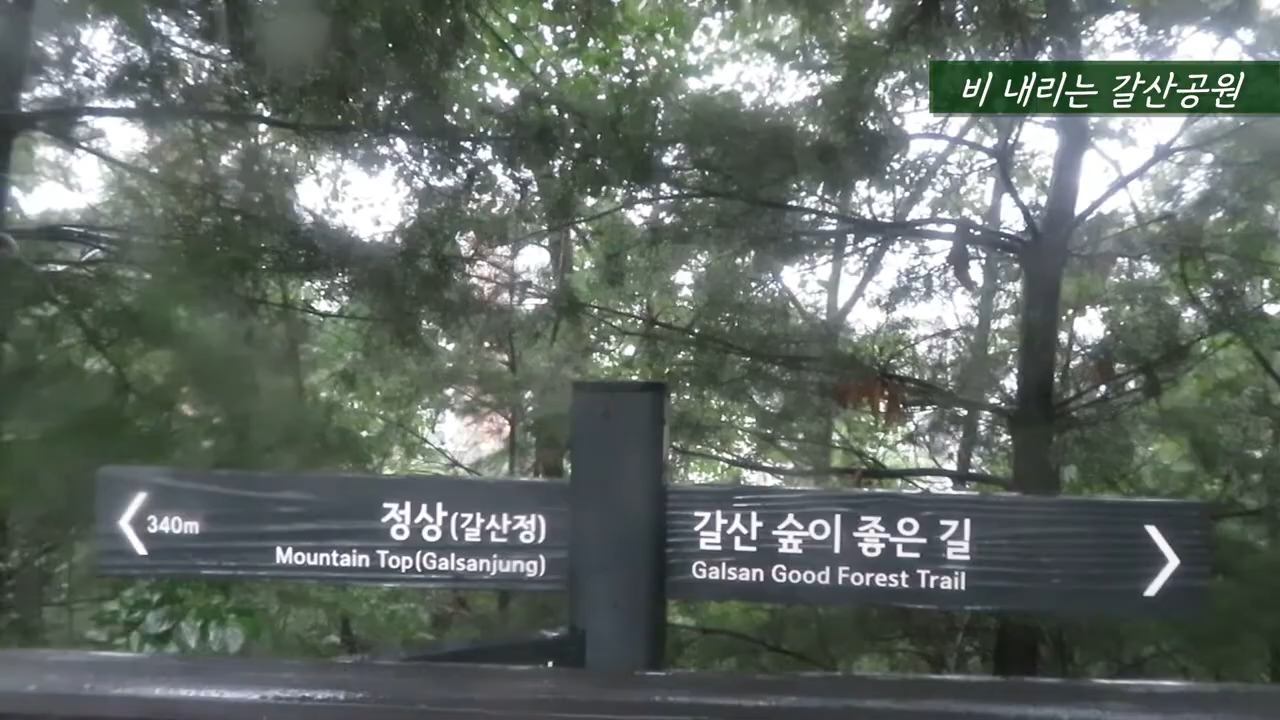 비 내리는 갈산공원
340m
정상(갈산정)
Mountain Top(Galsanjung)
갈산 숲이 좋은 길
Galsan Good Forest Trail